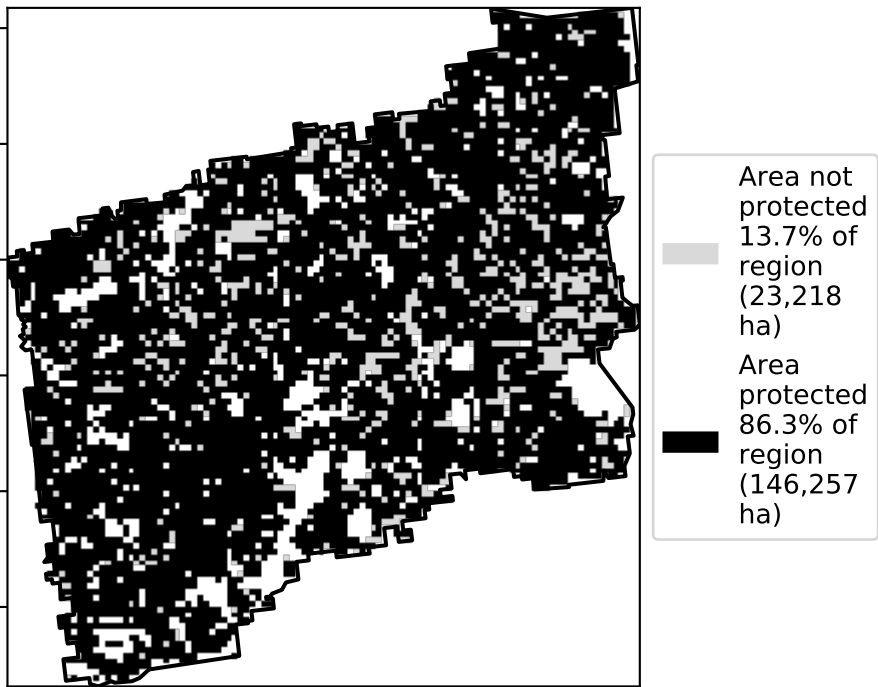 Area not
protected
13.7% of
region
(23,218
ha)
Area
protected
86.3% of
region
(146,257
ha)